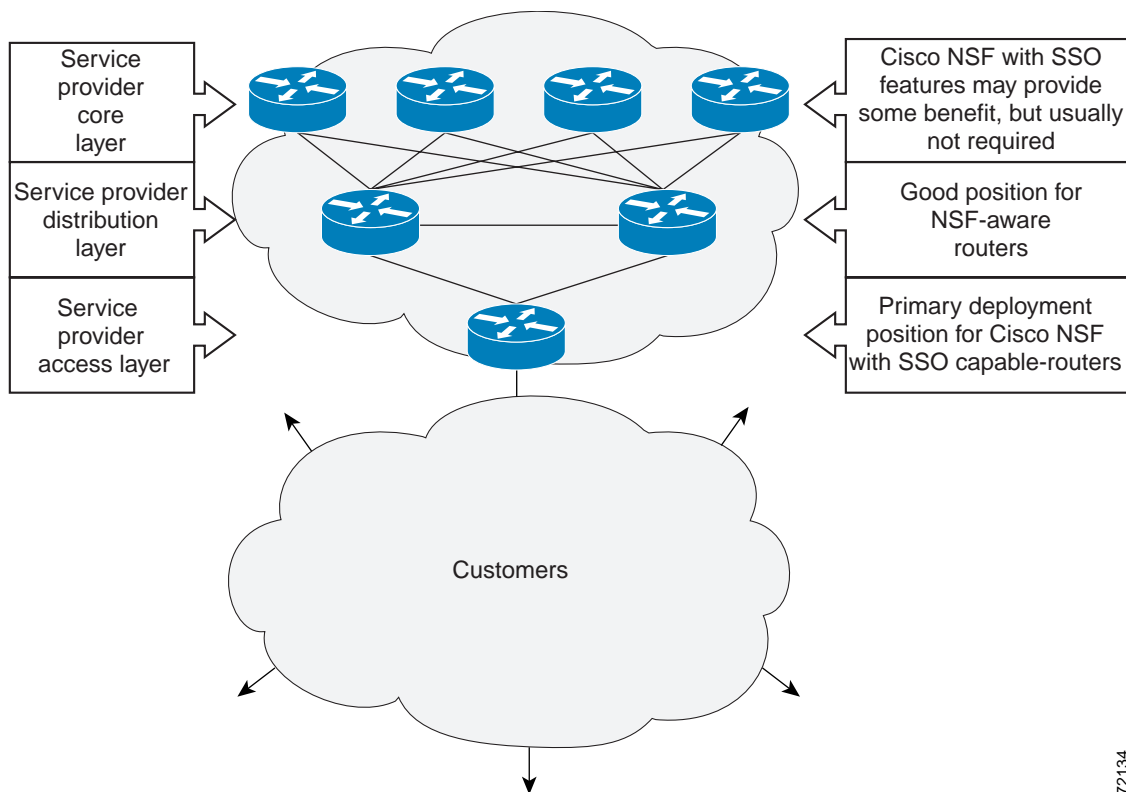 Service
provider
core
layer
Cisco NSF with SSO
features may provide
some benefit, but usually
not required
Service provider
distribution
layer
Good position for
NSF-aware
routers
Service
provider
access layer
Primary deployment
position for Cisco NSF
with SSO capable-routers
Customers
72134